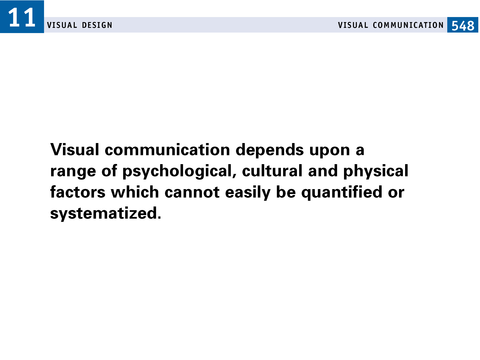 11 VISUAL DESIGN VISUAL COMMUNICATION 548
Visual communication depends upon a
range of psychological, cultural and physical
factors which cannot easily be quantified or
systematized.